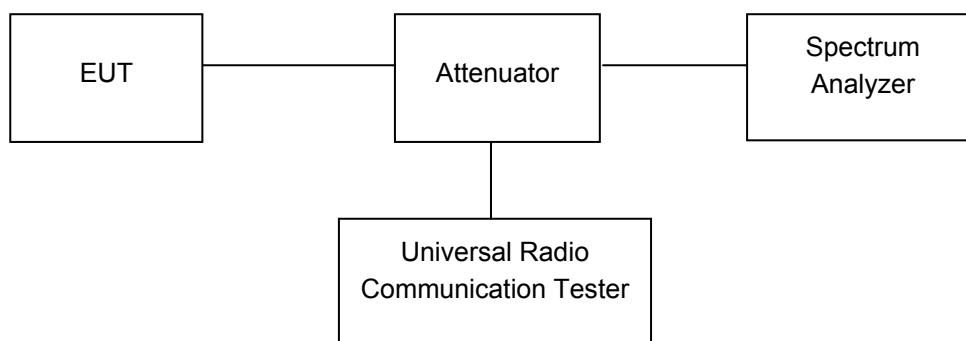 EUT
Attenuator
Spectrum
Analyzer
Universal Radio
Communication Tester